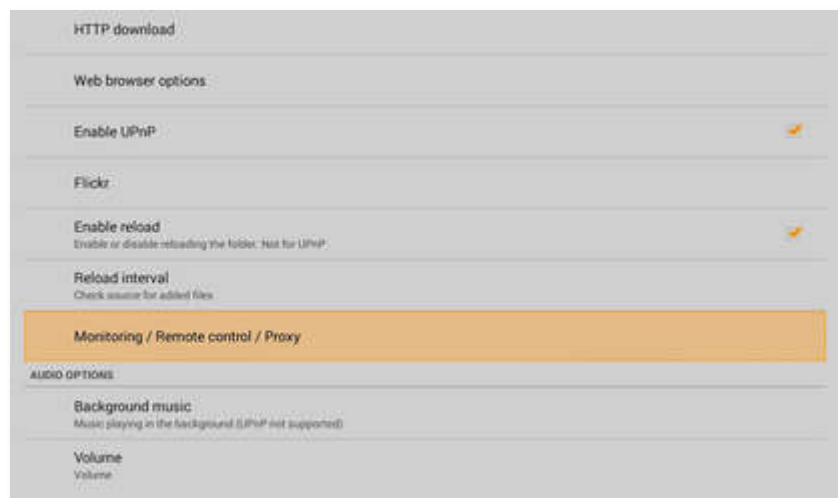 HTTP download
Web browser options
Enable UPnP
Flickr
Enable reload
Enable or disable reloading the folder. Not for UPnP
Reload interval
Check source for added files
Monitoring / Remote control / Proxy
AUDIO OPTIONS
Background music
Music playing in the background (UPnP not supported)
Volume
Volume